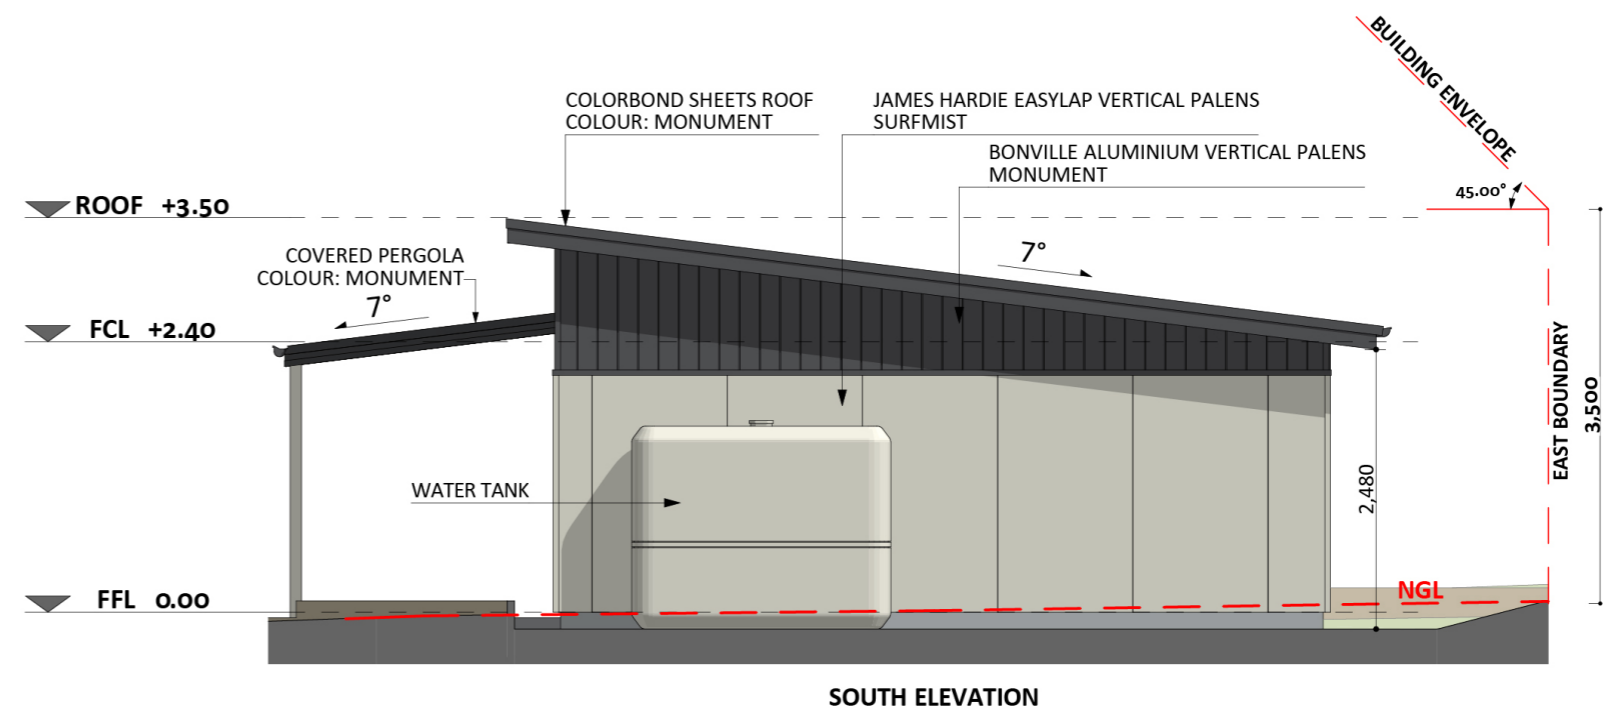 BUILDING ENVELOPE
COLORBOND SHEETS ROOF
COLOUR: MONUMENT
JAMES HARDIE EASYLAP VERTICAL PALENS
SURFMIST
BONVILLE ALUMINIUM VERTICAL PALENS
MONUMENT
45.00°
ROOF +3.50
COVERED PERGOLA
COLOUR: MONUMENT
7°
7°
FCL +2.40
EAST BOUNDARY
3,500
2,480
WATER TANK
FFL 0.00
NGL
SOUTH ELEVATION